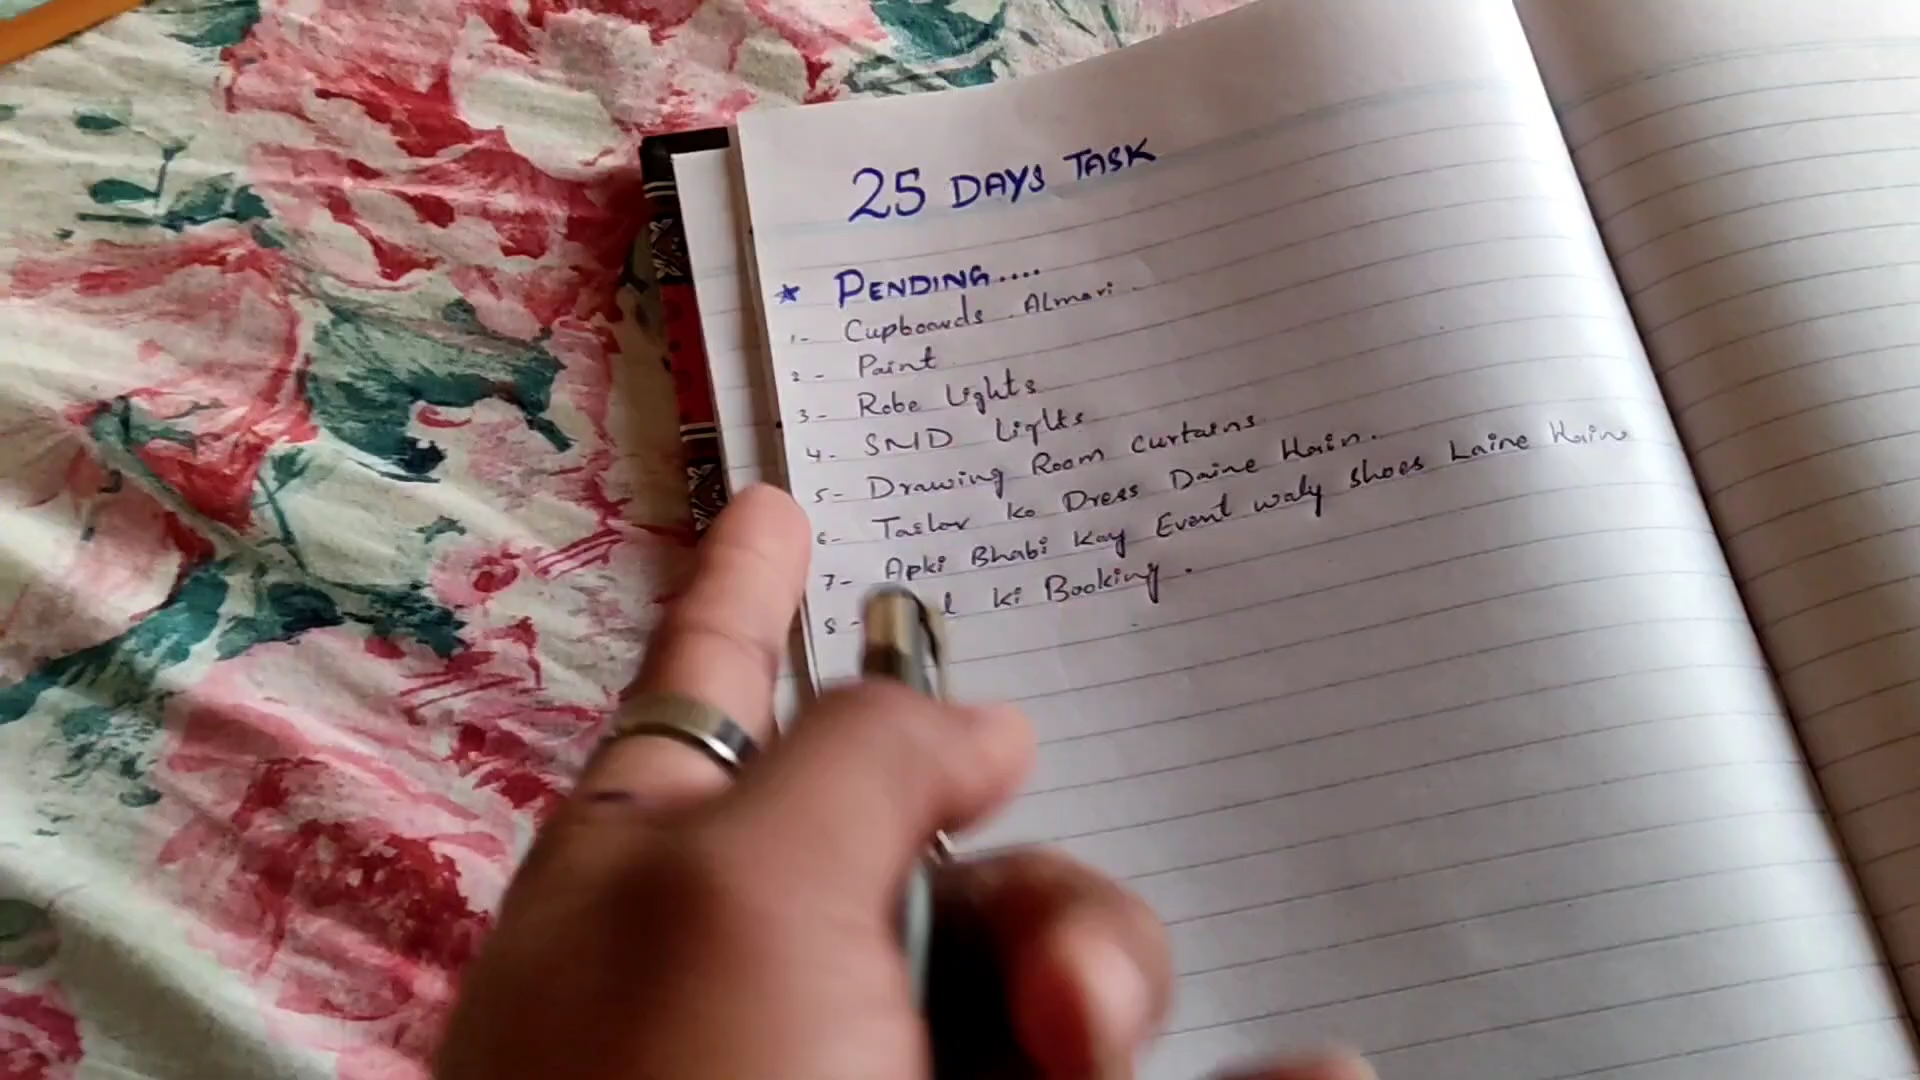 25 DAYS TASK
* PENDING....
1- Cupboards Almari.
2- Paint
3- Robe Lights
4- SMD Lights
5- Drawing Room Curtains
6- Taslor ko Dress Daine Hain.
7- Apki Bhabi Kay Event waly Shoes Laine Hain
8- ki Booking.